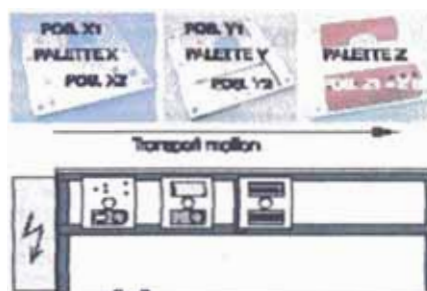 POS. X1
PALETTE X
POS. X2
POS. Y1
PALETTE Y
POS. Y2
PALETTE Z
Transport motion